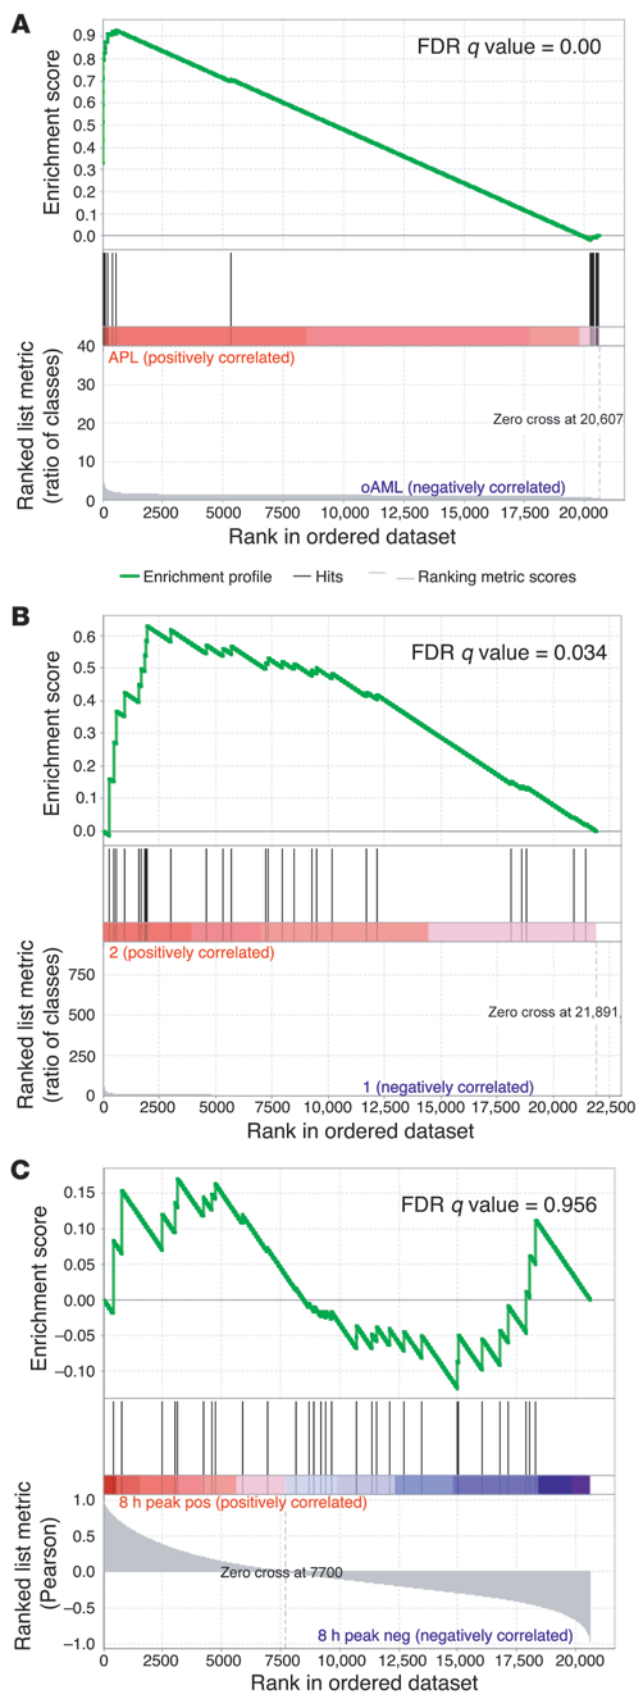 A
FDR q value = 0.00
Enrichment score
0.9
0.8
0.7
0.6
0.5
0.4
0.3
0.2
0.1
0.0
APL (positively correlated)
Ranked list metric
(ratio of classes)
40
30
20
10
0
Zero cross at 20,607
oAML (negatively correlated)
0 2500 5000 7500 10,000 12,500 15,000 17,500 20,000
Rank in ordered dataset
Enrichment profile Hits Ranking metric scores
B
FDR q value = 0.034
Enrichment score
0.6
0.5
0.4
0.3
0.2
0.1
0.0
2 (positively correlated)
Ranked list metric
(ratio of classes)
750
500
250
0
Zero cross at 21,891,
1 (negatively correlated)
0 2500 5000 7500 10,000 12,500 15,000 17,500 20,000 22,500
Rank in ordered dataset
C
FDR q value = 0.956
Enrichment score
0.15
0.10
0.05
0.00
−0.05
−0.10
8 h peak pos (positively correlated)
Ranked list metric
(Pearson)
1.0
0.5
0.0
−0.5
−1.0
Zero cross at 7700
8 h peak neg (negatively correlated)
0 2500 5000 7500 10,000 12,500 15,000 17,500 20,000
Rank in ordered dataset